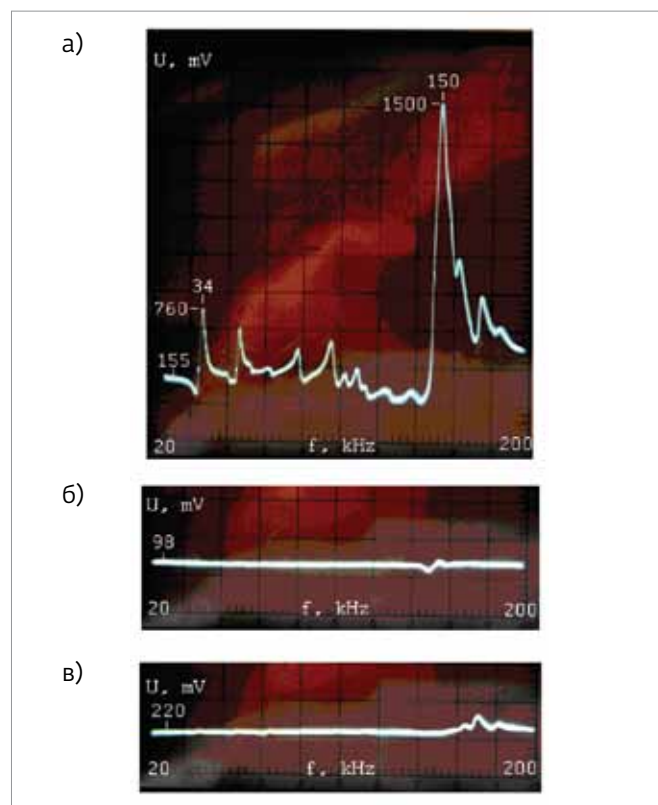 а)
U, mV
150
1500
34
760
155
20 f, kHz 200
б)
U, mV
98
20 f, kHz 200
в)
U, mV
220
20 f, kHz 200